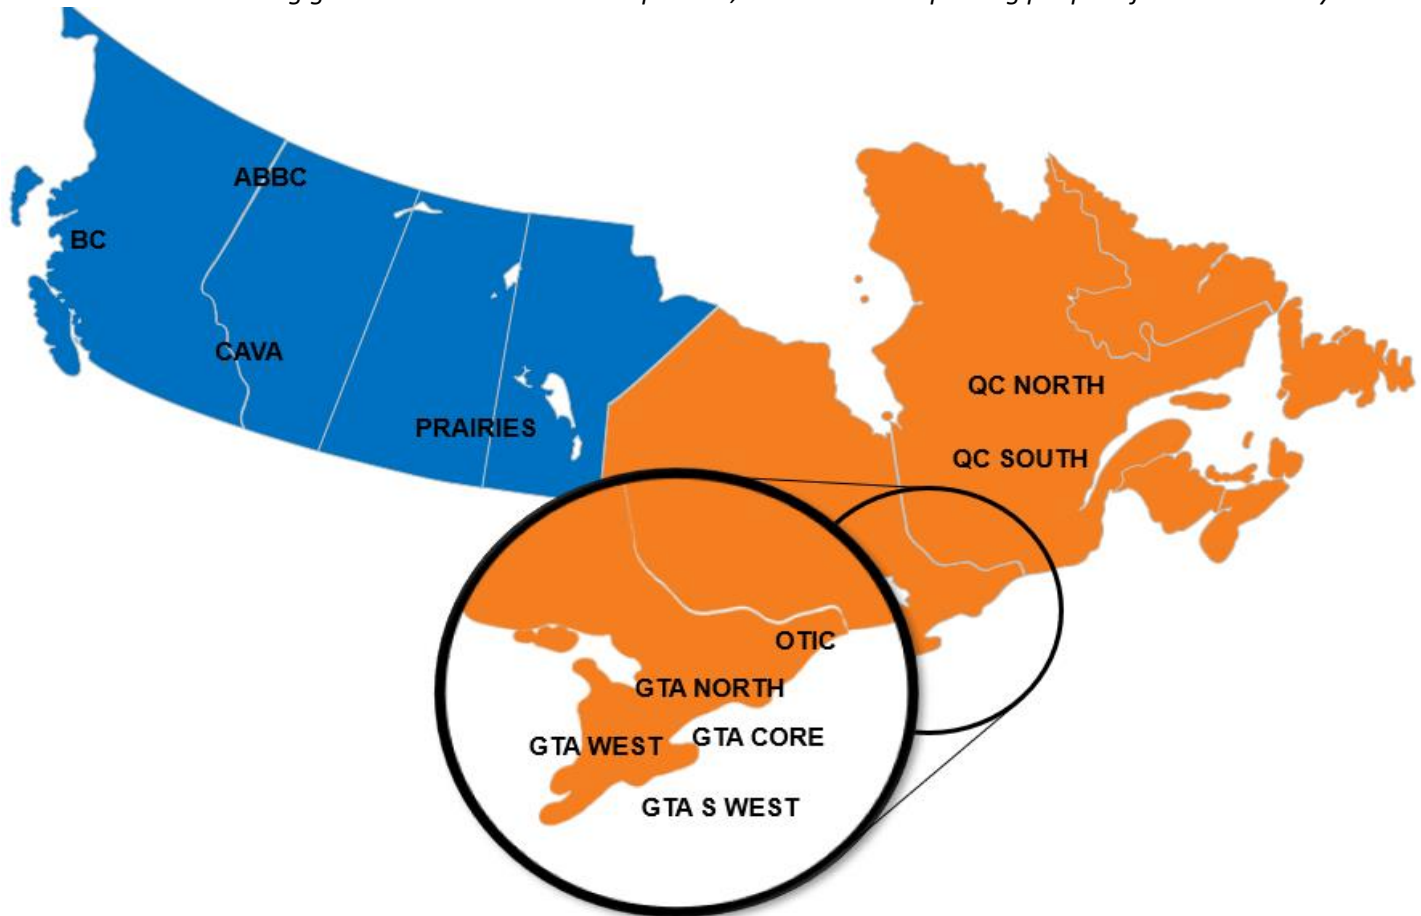 ABBC
BC
CAVA
PRAIRIES
QC NORTH
QC SOUTH
OTIC
GTA NORTH
GTA WEST
GTA CORE
GTA S WEST